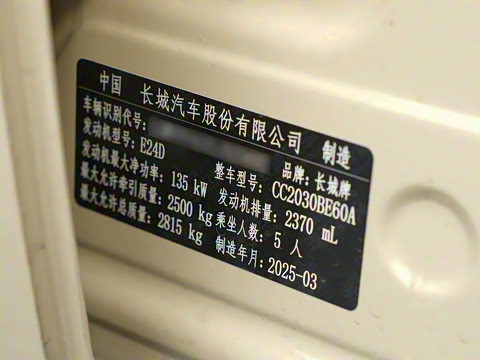 中国 长城汽车股份有限公司 制造
车辆识别代号: 品牌: 长城牌
发动机型号: E24D 整车型号: CC2030BE60A
发动机最大净功率: 135 kW 发动机排量: 2370 mL
最大允许牵引质量: 2500 kg 乘坐人数: 5 人
最大允许总质量: 2815 kg 制造年月: 2025-03